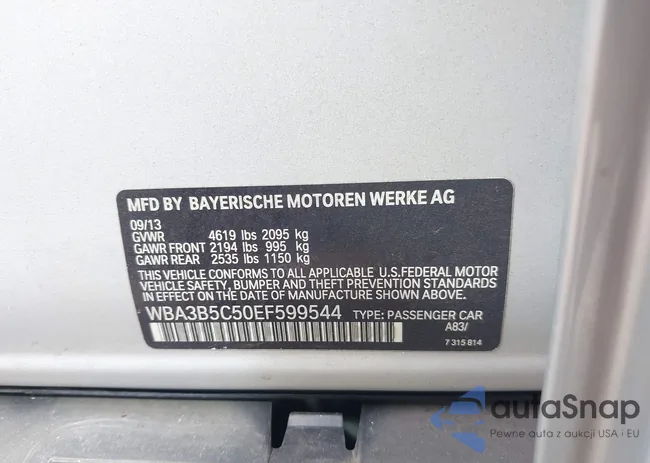 MFD BY BAYERISCHE MOTOREN WERKE AG
09/13
GVWR 4619 lbs 2095 kg
GAWR FRONT 2194 lbs 995 kg
GAWR REAR 2535 lbs 1150 kg
THIS VEHICLE CONFORMS TO ALL APPLICABLE U.S.FEDERAL MOTOR
VEHICLE SAFETY, BUMPER AND THEFT PREVENTION STANDARDS
IN EFFECT ON THE DATE OF MANUFACTURE SHOWN ABOVE.
WBA3B5C50EF599544 TYPE: PASSENGER CAR
A83/
7 315 814
autaSnap
Pewne auta z aukcji USA i EU